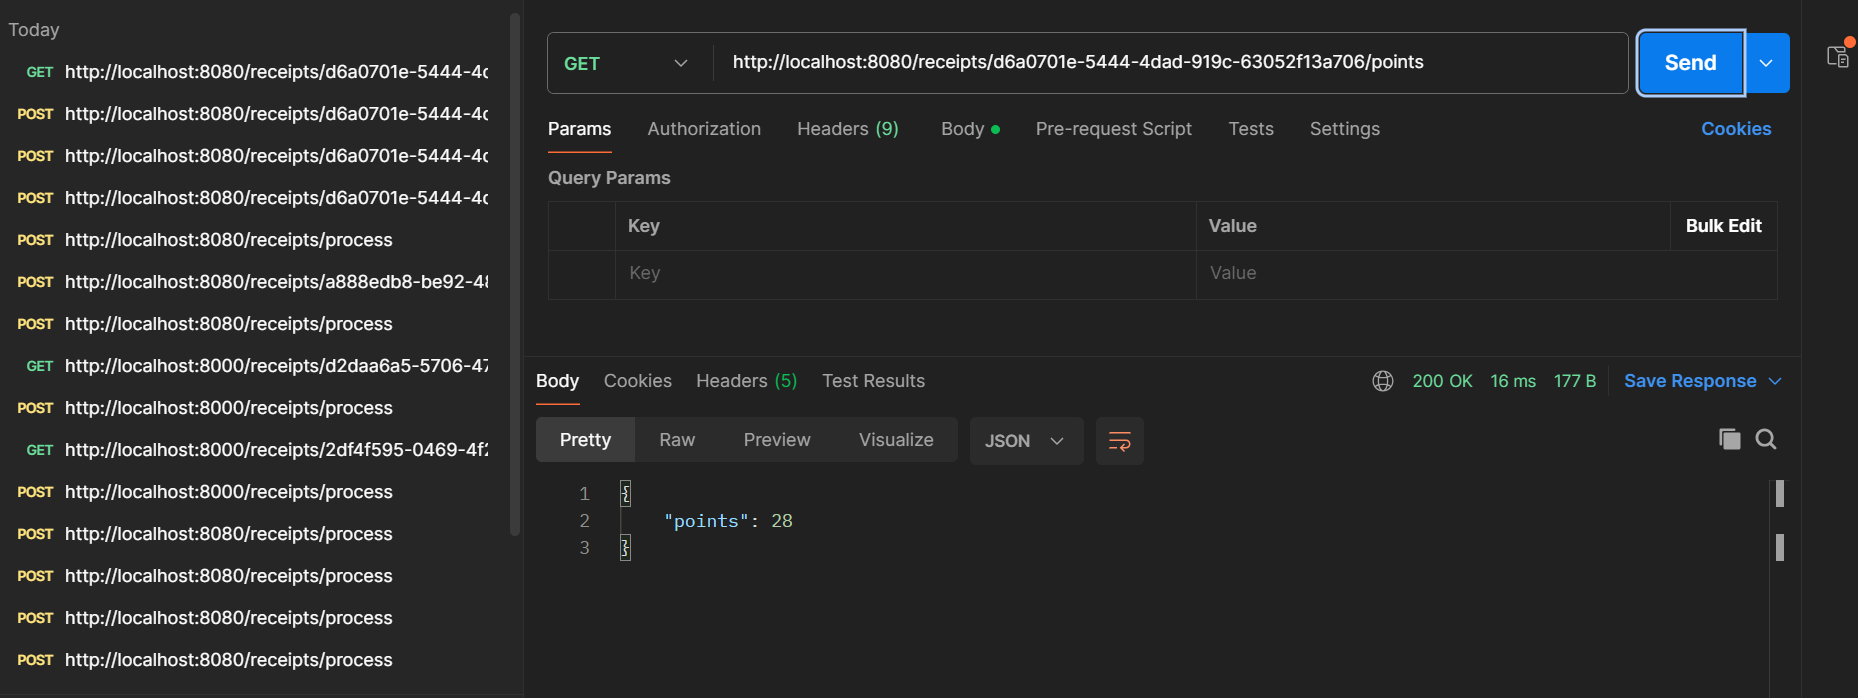 Today
GET http://localhost:8080/receipts/d6a0701e-5444-4d
POST http://localhost:8080/receipts/d6a0701e-5444-4d
POST http://localhost:8080/receipts/d6a0701e-5444-4d
POST http://localhost:8080/receipts/d6a0701e-5444-4d
POST http://localhost:8080/receipts/process
POST http://localhost:8080/receipts/a888edb8-be92-48
POST http://localhost:8080/receipts/process
GET http://localhost:8000/receipts/d2daa6a5-5706-47
POST http://localhost:8000/receipts/process
GET http://localhost:8000/receipts/2df4f595-0469-4f2
POST http://localhost:8000/receipts/process
POST http://localhost:8080/receipts/process
POST http://localhost:8080/receipts/process
POST http://localhost:8080/receipts/process
POST http://localhost:8080/receipts/process
GET http://localhost:8080/receipts/d6a0701e-5444-4dad-919c-63052f13a706/points Send
Params Authorization Headers (9) Body Pre-request Script Tests Settings Cookies
Query Params
Key Value Bulk Edit
Key Value
Body Cookies Headers (5) Test Results 200 OK 16 ms 177 B Save Response
Pretty Raw Preview Visualize JSON
1 {
2 "points": 28
3 }